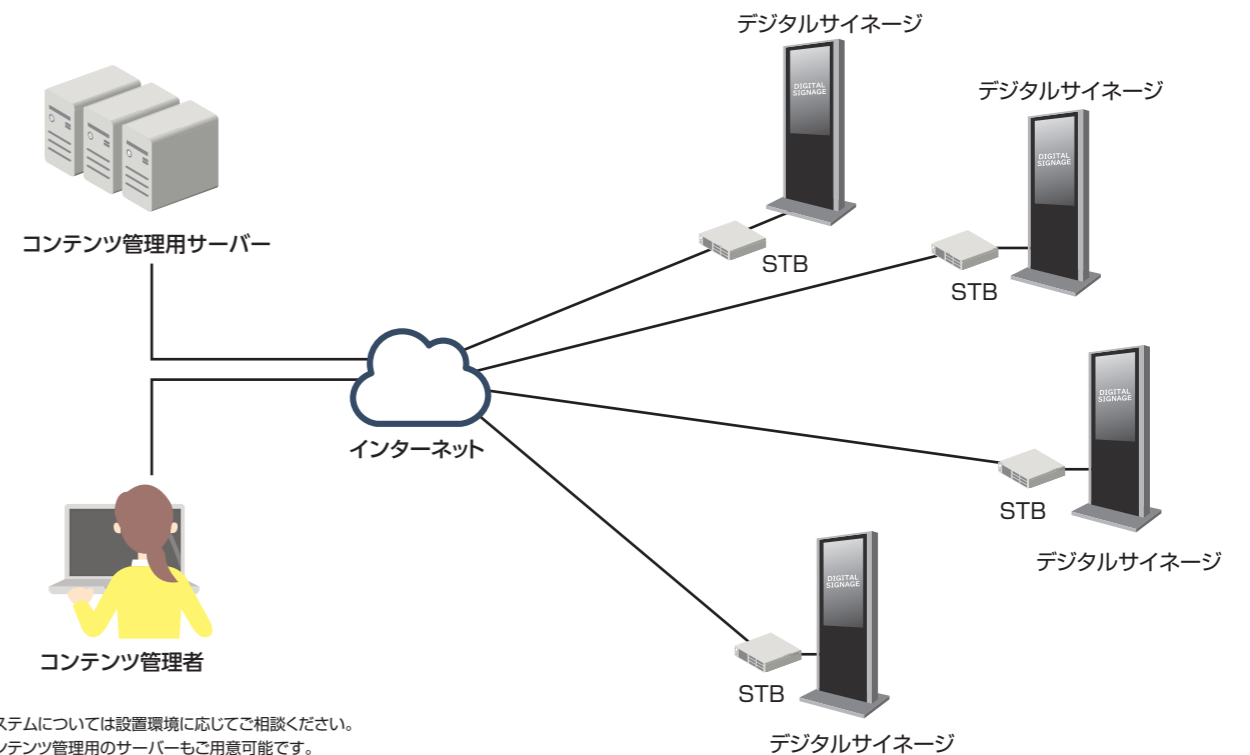 デジタルサイネージ
DIGITAL
SIGNAGE
デジタルサイネージ
DIGITAL
SIGNAGE
コンテンツ管理用サーバー
STB
STB
インターネット
DIGITAL
SIGNAGE
STB
デジタルサイネージ
DIGITAL
SIGNAGE
コンテンツ管理者
STB
デジタルサイネージ
ステムについては設置環境に応じてご相談ください。
ンテンツ管理用のサーバーもご用意可能です。